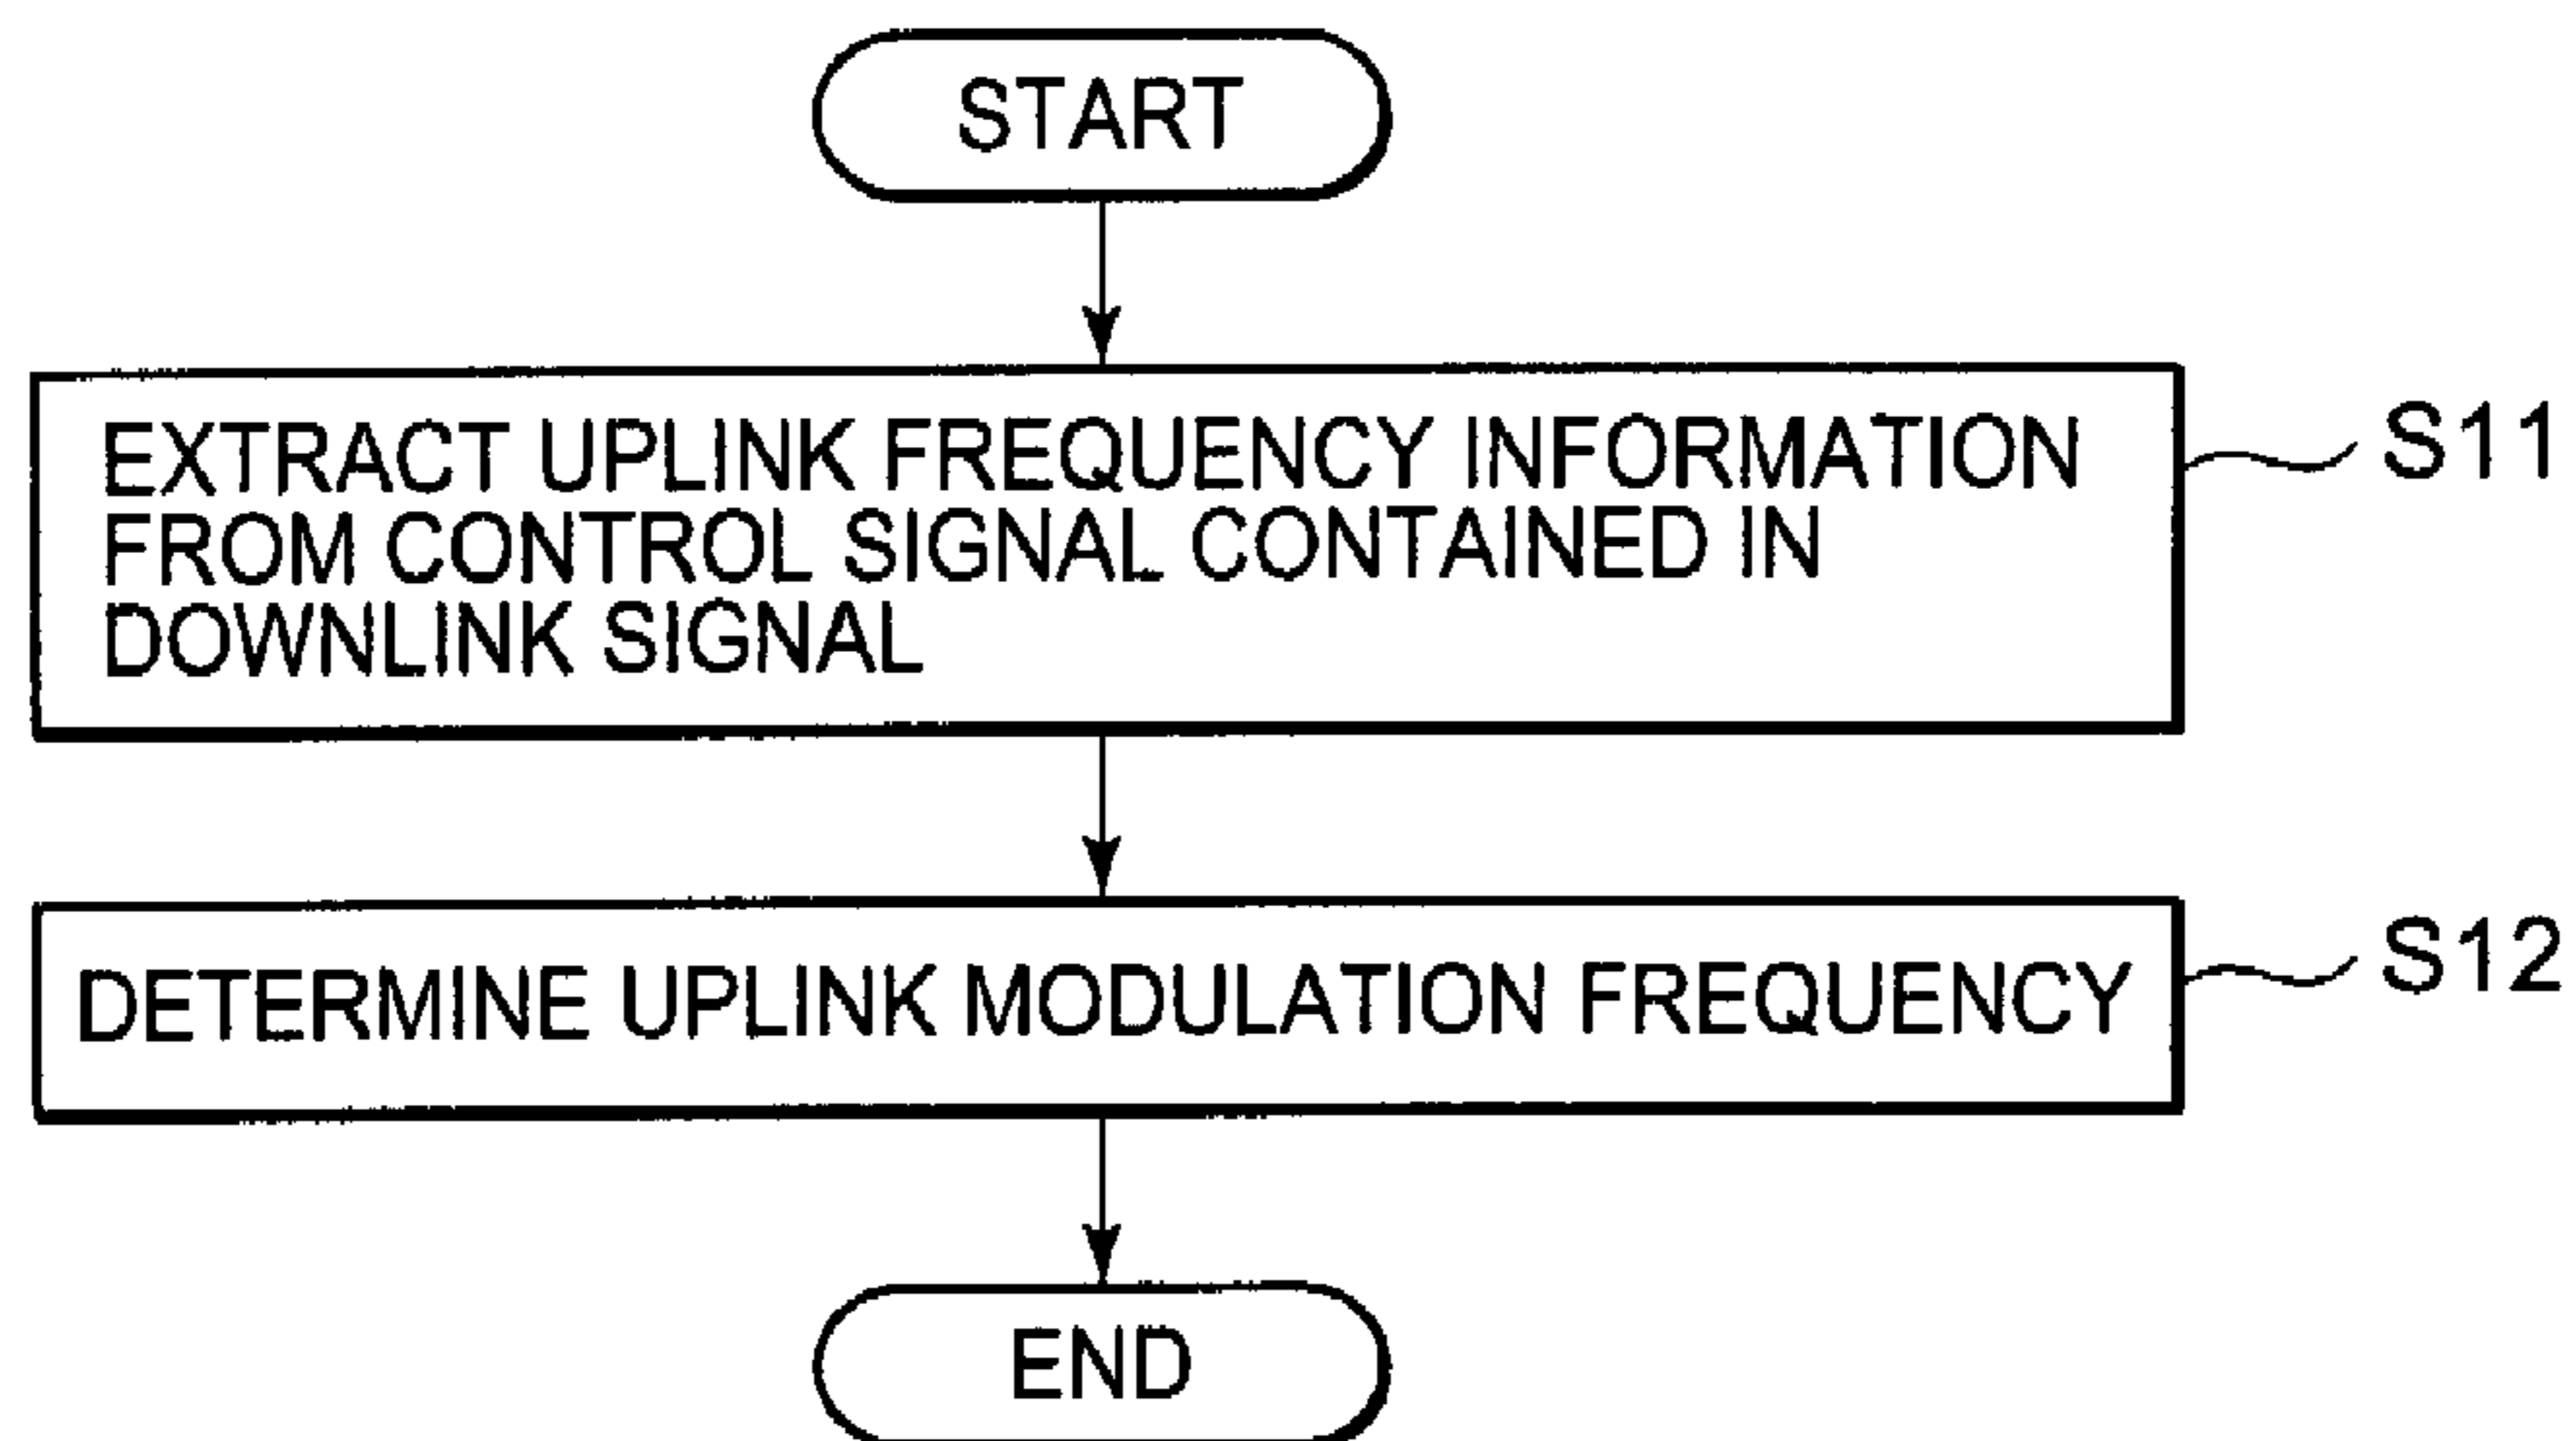 START
EXTRACT UPLINK FREQUENCY INFORMATION
FROM CONTROL SIGNAL CONTAINED IN
DOWNLINK SIGNAL
S11
DETERMINE UPLINK MODULATION FREQUENCY
S12
END